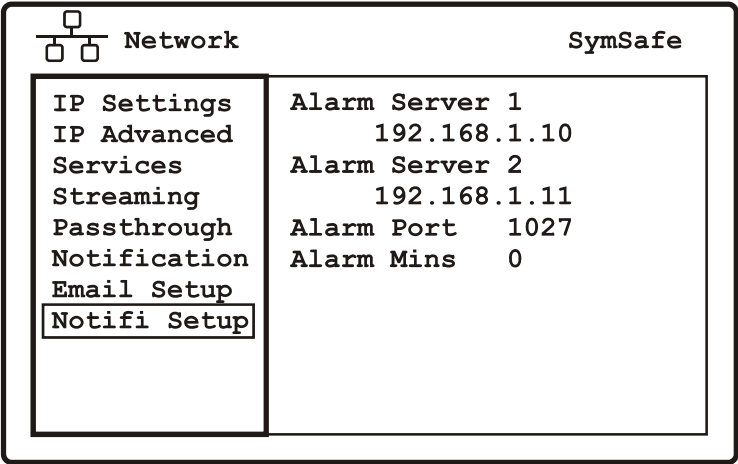 Network
SymSafe
IP Settings
IP Advanced
Services
Streaming
Passthrough
Notification
Email Setup
Notifi Setup
Alarm Server 1
192.168.1.10
Alarm Server 2
192.168.1.11
Alarm Port 1027
Alarm Mins 0